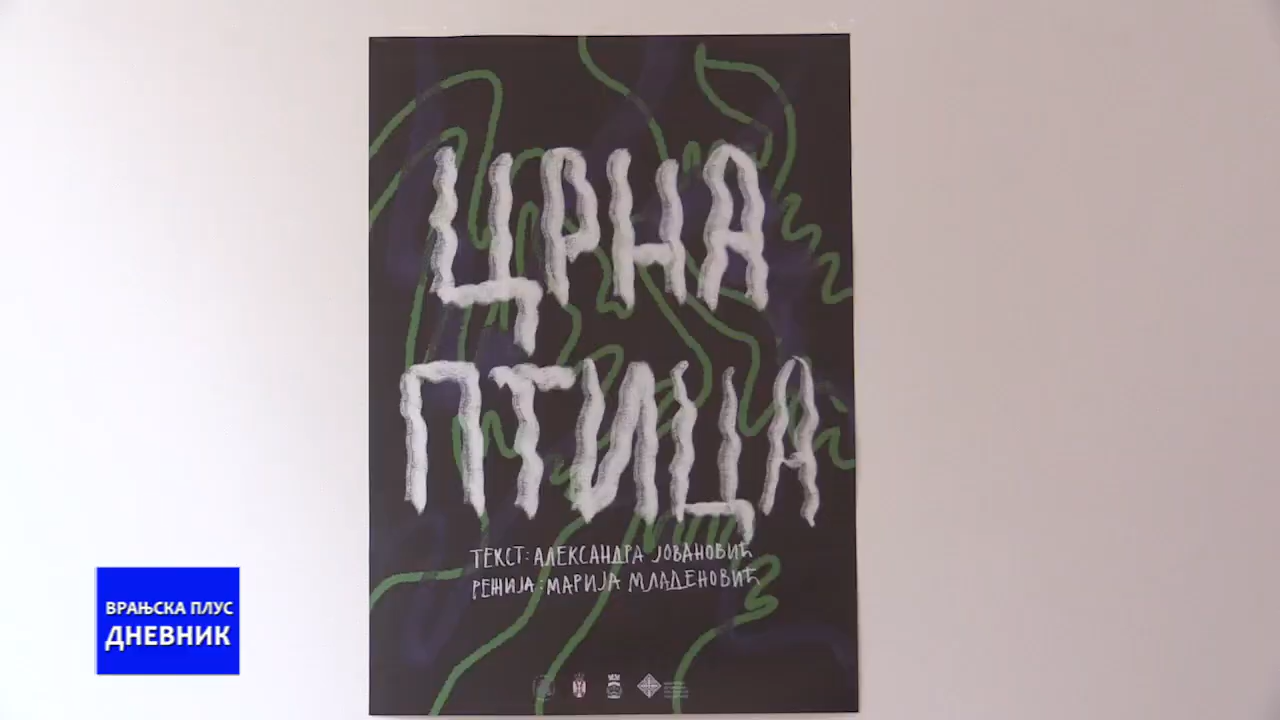 ЦРНА
ПТИЦА
ТЕКСТ: АЛЕКСАНДРА ЈОВАНОВИЋ
РЕЖИЈА: МАРИЈА МЛАДЕНОВИЋ
ВРАЊСКА ПЛУС
ДНЕВНИК